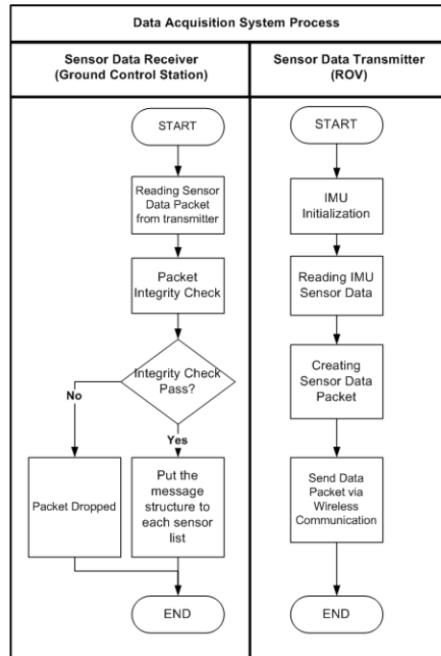 Data Acquisition System Process
Sensor Data Receiver
(Ground Control Station)
START
Reading Sensor
Data Packet
from transmitter
Packet
Integrity Check
Integrity Check
Pass?
No
Yes
Packet Dropped
Put the
message
structure to
each sensor
list
END
Sensor Data Transmitter
(ROV)
START
IMU
Initialization
Reading IMU
Sensor Data
Creating
Sensor Data
Packet
Send Data
Packet via
Wireless
Communication
END